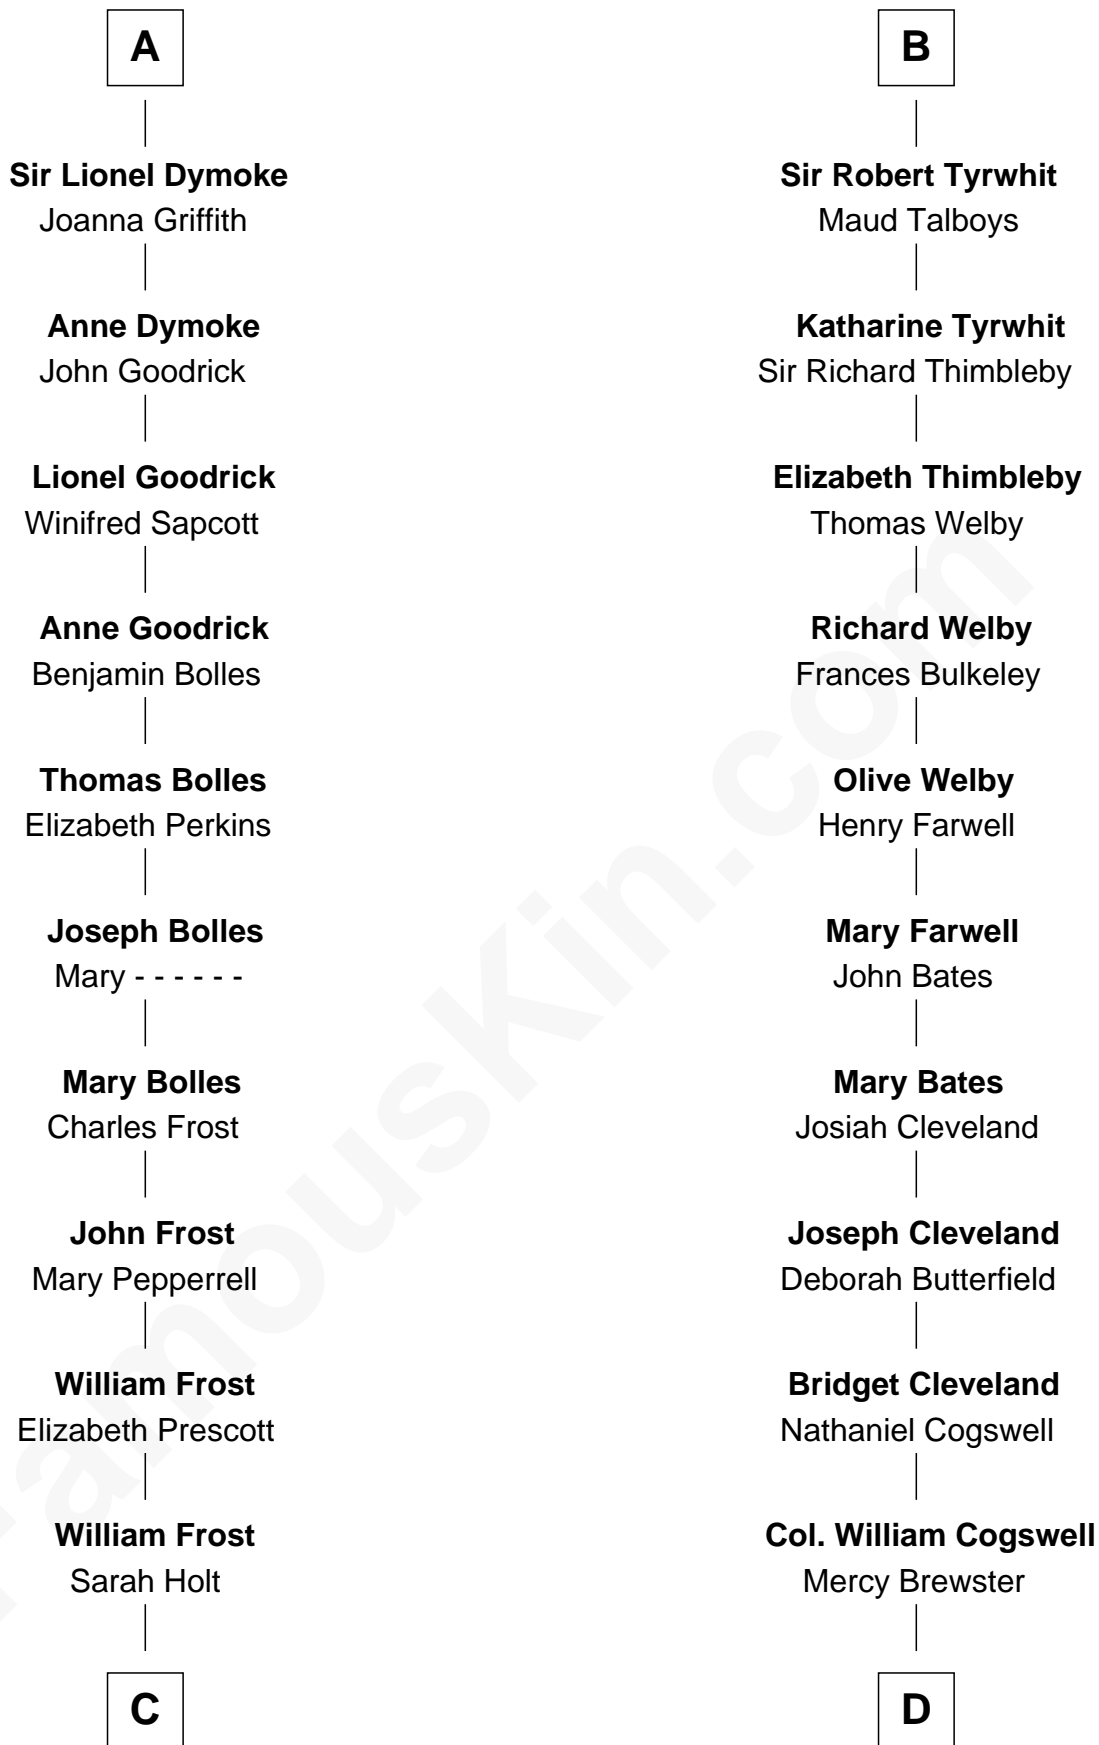 A
Sir Lionel Dymoke
Joanna Griffith
Anne Dymoke
John Goodrick
Lionel Goodrick
Winifred Sapcott
Anne Goodrick
Benjamin Bolles
Thomas Bolles
Elizabeth Perkins
Joseph Bolles
Mary - - - - - -
Mary Bolles
Charles Frost
John Frost
Mary Pepperrell
William Frost
Elizabeth Prescott
William Frost
Sarah Holt
C
B
Sir Robert Tyrwhit
Maud Talboys
Katharine Tyrwhit
Sir Richard Thimbleby
Elizabeth Thimbleby
Thomas Welby
Richard Welby
Frances Bulkeley
Olive Welby
Henry Farwell
Mary Farwell
John Bates
Mary Bates
Josiah Cleveland
Joseph Cleveland
Deborah Butterfield
Bridget Cleveland
Nathaniel Cogswell
Col. William Cogswell
Mercy Brewster
D
FamousKin.com